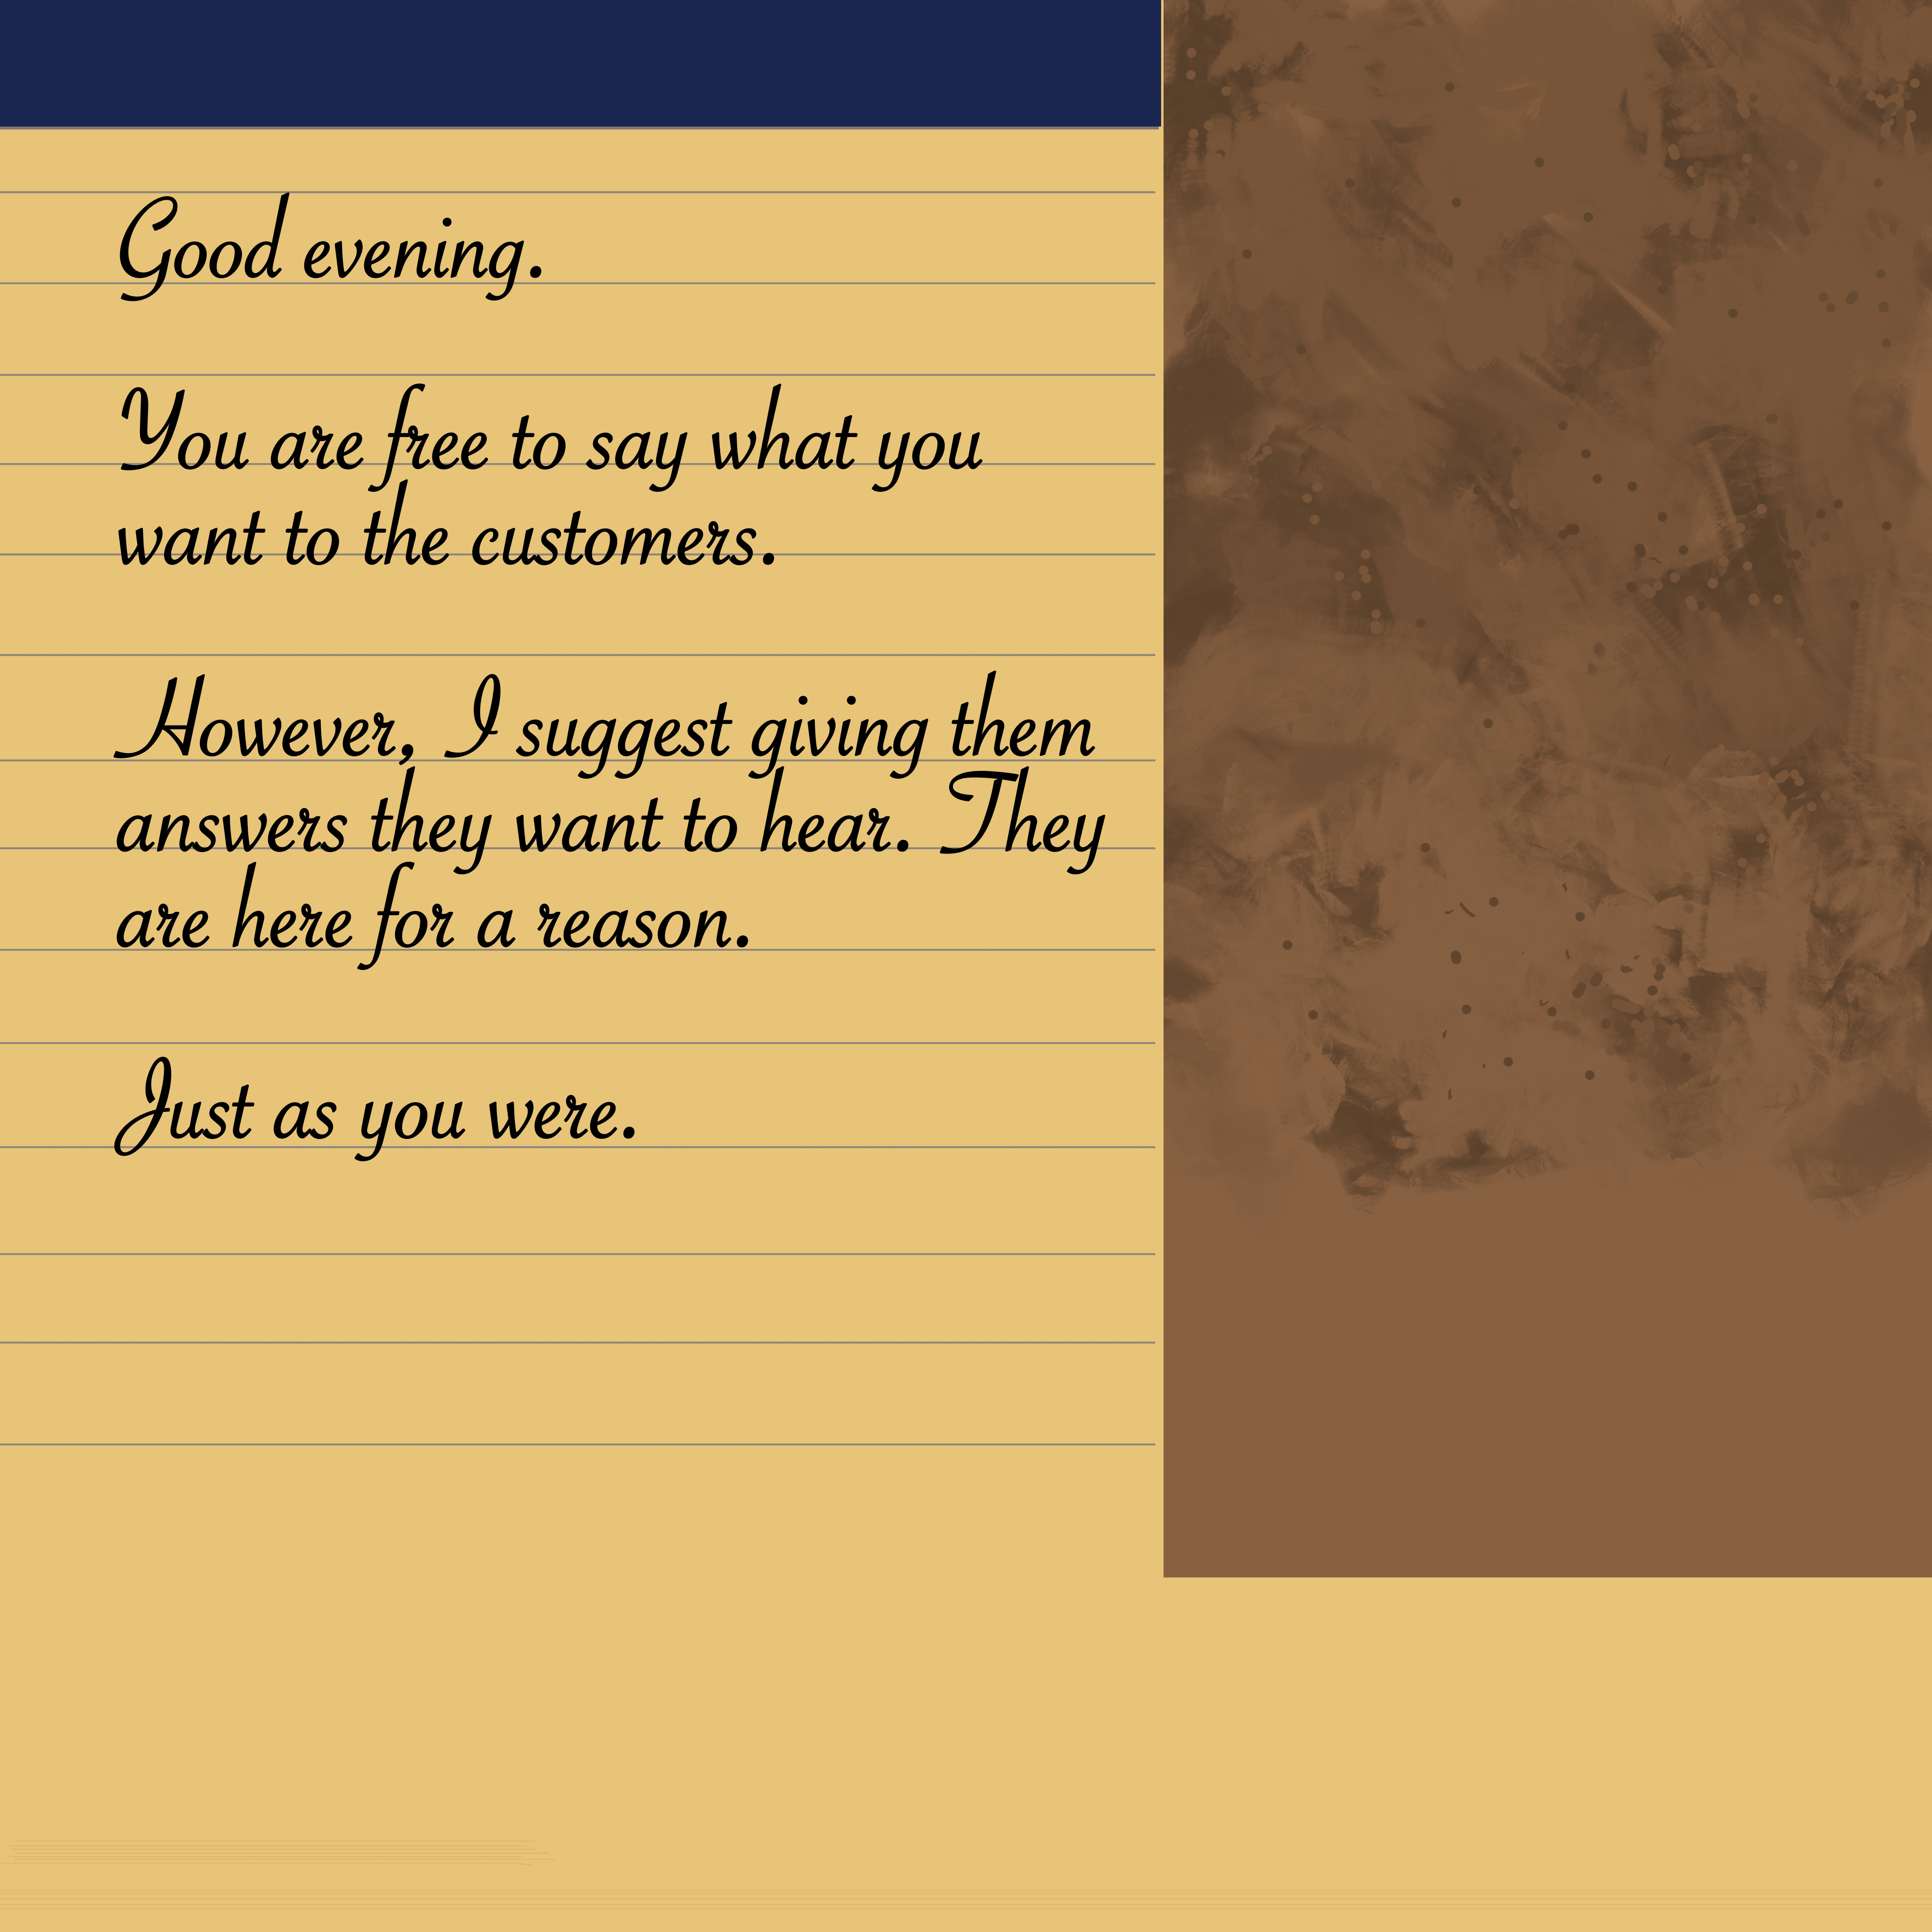 Good evening.
You are free to say what you
want to the customers.
However, I suggest giving them
answers they want to hear. They
are here for a reason.
Just as you were.